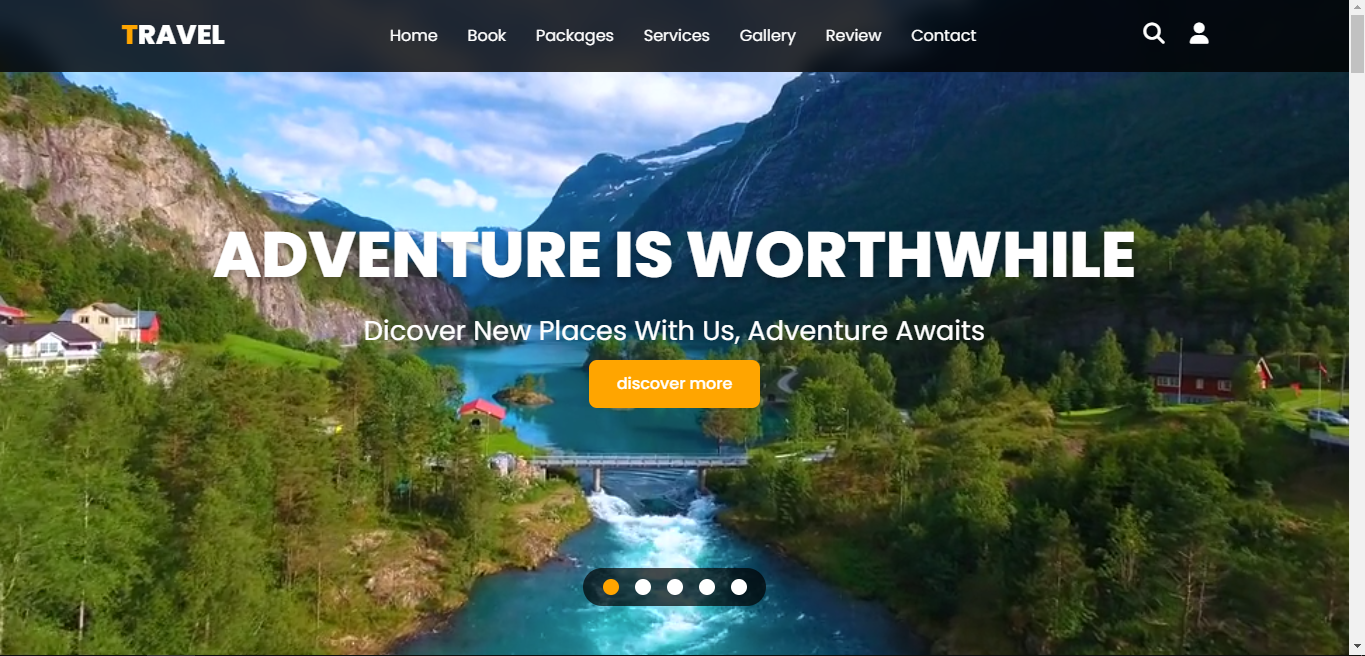 TRAVEL
Home Book Packages Services Gallery Review Contact
ADVENTURE IS WORTHWHILE
Dicover New Places With Us, Adventure Awaits
discover more